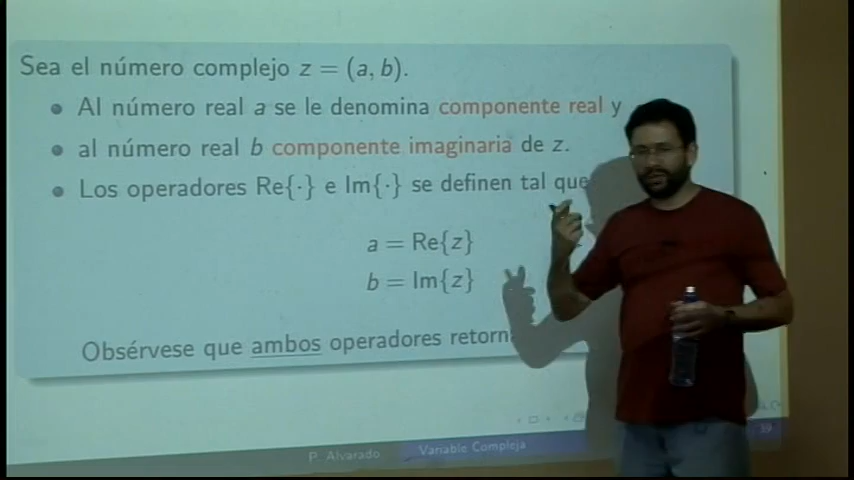 Sea el número complejo z = (a, b).
• Al número real a se le denomina componente real y
• al número real b componente imaginaria de z.
• Los operadores Re{·} e Im{·} se definen tal que
a = Re{z}
b = Im{z}
Obsérvese que ambos operadores retorn
P. Alvarado Variable Compleja